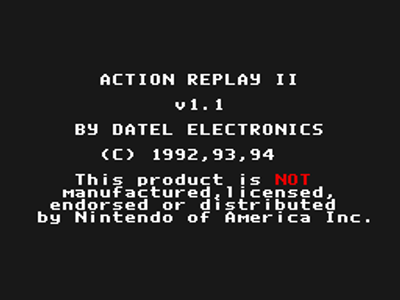 ACTION REPLAY II
v1.1
BY DATEL ELECTRONICS
(C) 1992,93,94
This product is NOT
manufactured,licensed,
endorsed or distributed
by Nintendo of America Inc.